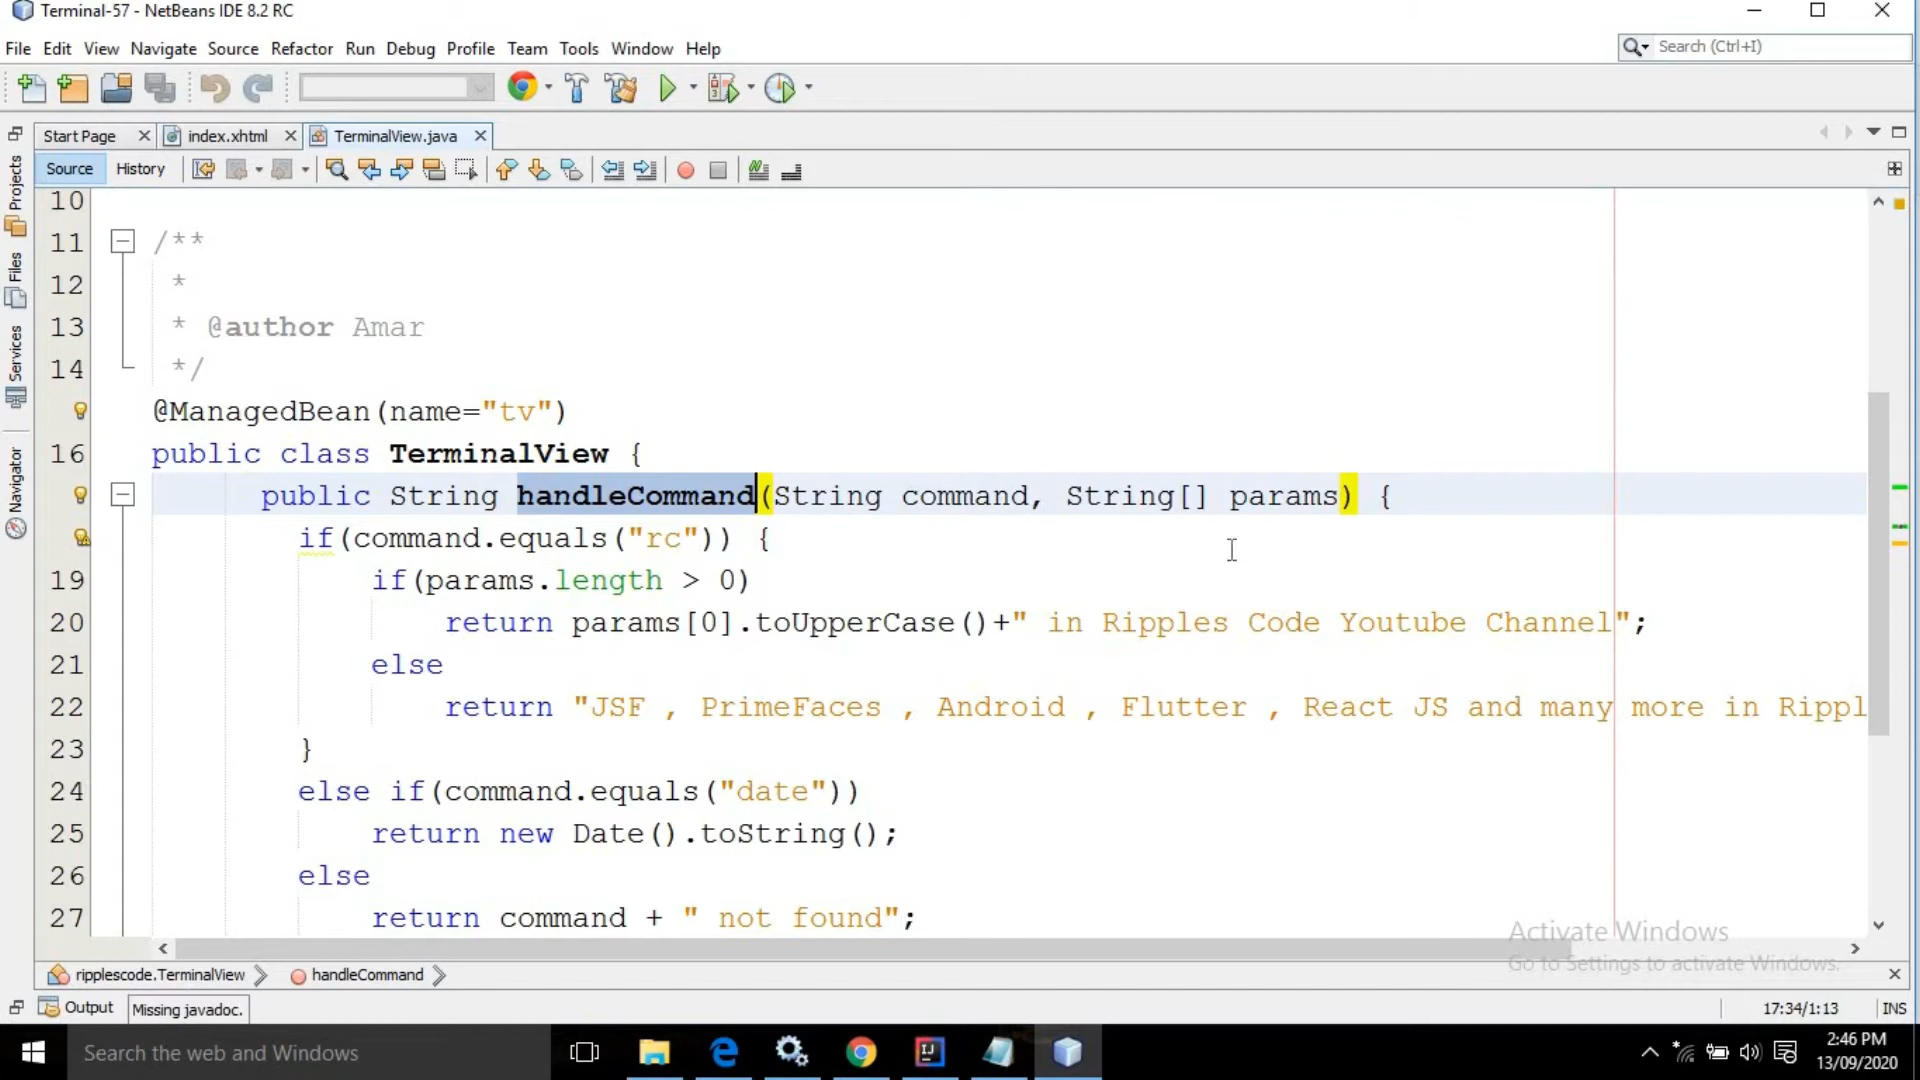 Terminal-57 - NetBeans IDE 8.2 RC
File Edit View Navigate Source Refactor Run Debug Profile Team Tools Window Help
Search (Ctrl+I)
Start Page index.xhtml TerminalView.java
Source History
Projects
Files
Services
Navigator
10
11 /**
12 *
13 * @author Amar
14 */
@ManagedBean(name="tv")
16 public class TerminalView {
public String handleCommand(String command, String[] params) {
if(command.equals("rc")) {
19 if(params.length > 0)
20 return params[0].toUpperCase()+" in Ripples Code Youtube Channel";
21 else
22 return "JSF , PrimeFaces , Android , Flutter , React JS and many more in Rippl
23 }
24 else if(command.equals("date"))
25 return new Date().toString();
26 else
27 return command + " not found";
Activate Windows
Go to Settings to activate Windows.
ripplescode.TerminalView handleCommand
Output Missing javadoc. 17:34/1:13 INS
Search the web and Windows
2:46 PM
13/09/2020